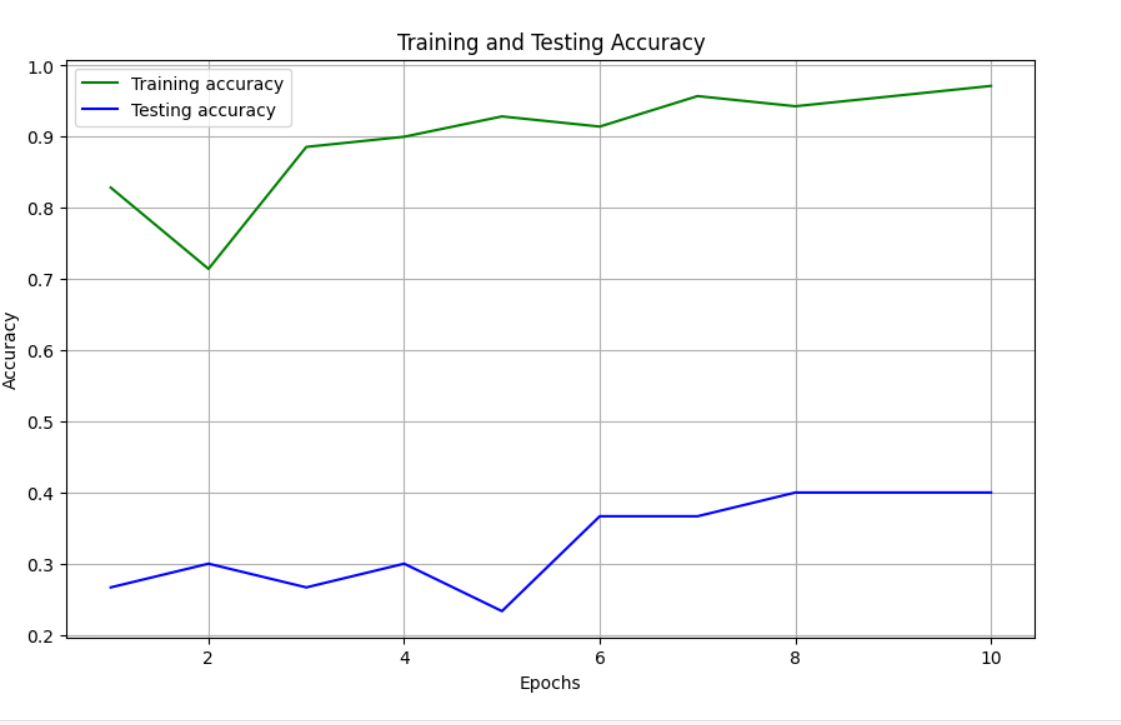 Training and Testing Accuracy
1.0
Training accuracy
Testing accuracy
0.9
0.8
0.7
0.6
0.5
0.4
0.3
0.2
Accuracy
2 4 6 8 10
Epochs